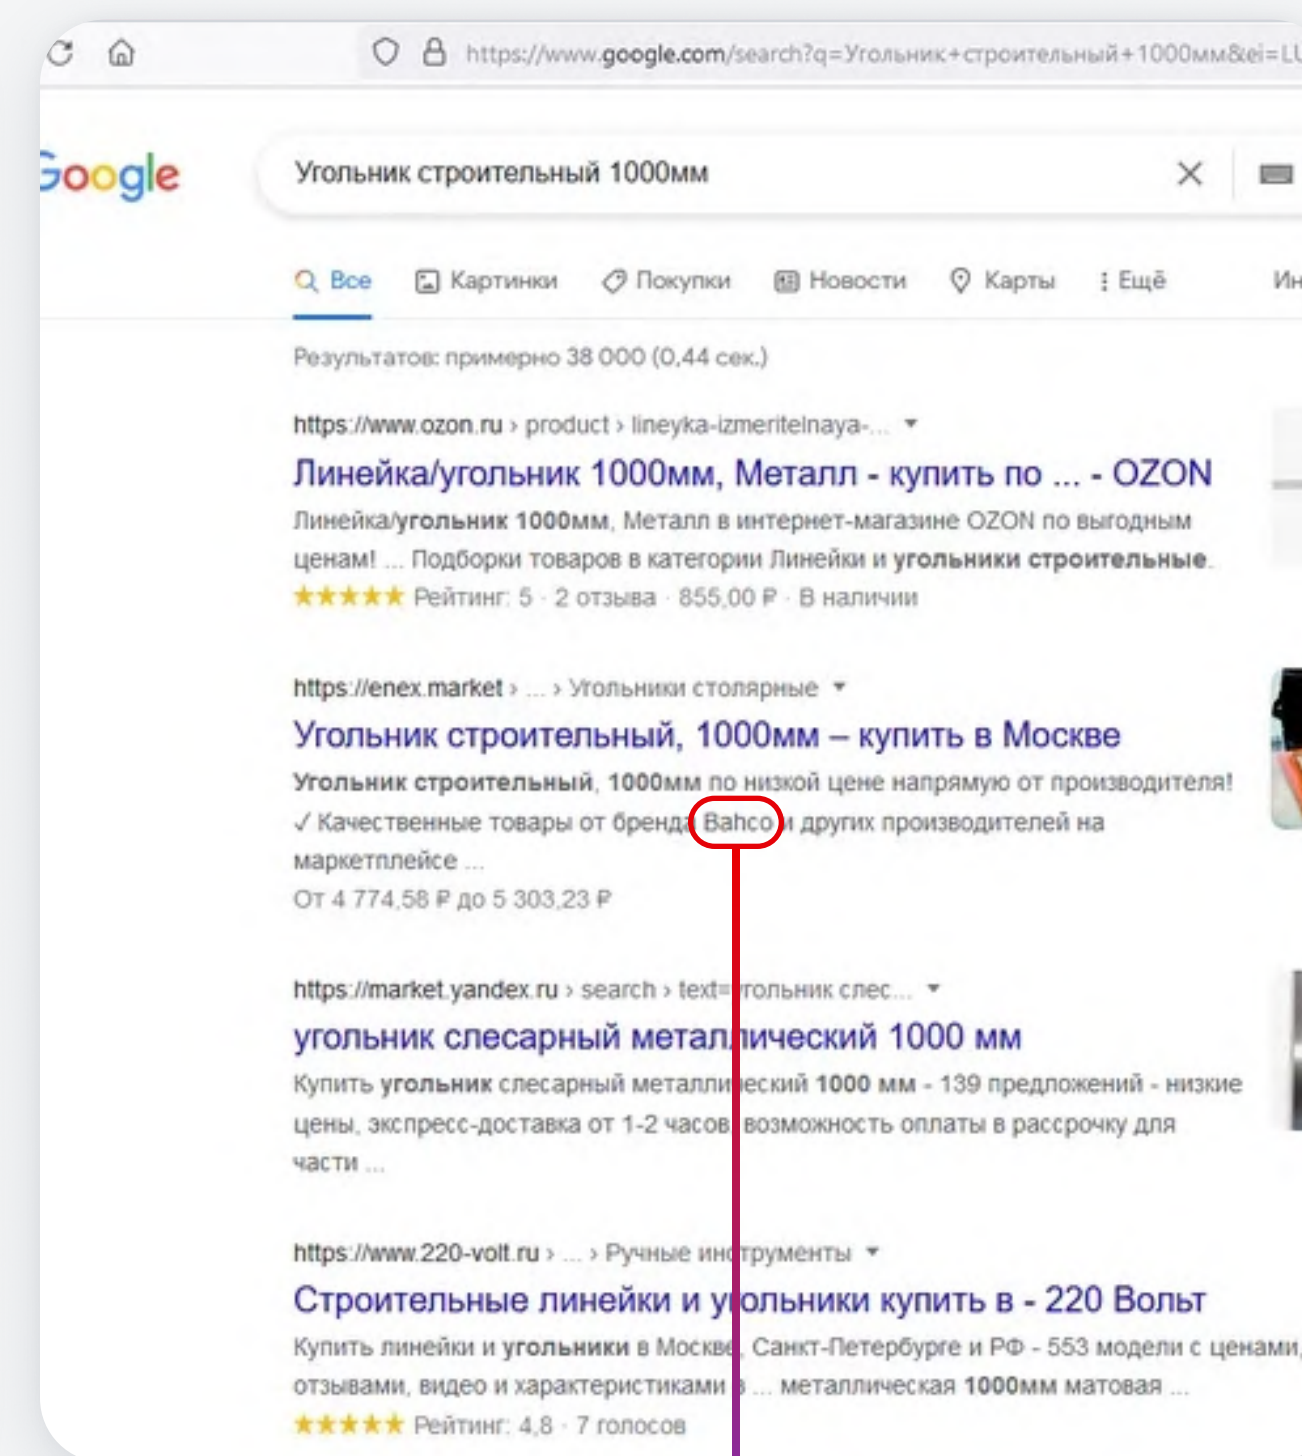 https://www.google.com/search?q=Угольник+строительный+1000мм&ei=LU
Google
Угольник строительный 1000мм
Все Картинки Покупки Новости Карты Ещё Ин
Результатов: примерно 38 000 (0,44 сек.)
https://www.ozon.ru › product › lineyka-izmeritelnaya-...
Линейка/угольник 1000мм, Металл - купить по ... - OZON
Линейка/угольник 1000мм, Металл в интернет-магазине OZON по выгодным
ценам! ... Подборки товаров в категории Линейки и угольники строительные.
Рейтинг: 5 · 2 отзыва · 855,00 ₽ · В наличии
https://enex.market › ... › Угольники столярные
Угольник строительный, 1000мм – купить в Москве
Угольник строительный, 1000мм по низкой цене напрямую от производителя!
✓ Качественные товары от бренда Bahco и других производителей на
маркетплейсе ...
От 4 774,58 ₽ до 5 303,23 ₽
https://market.yandex.ru › search › text=угольник слес...
угольник слесарный металлический 1000 мм
Купить угольник слесарный металлический 1000 мм - 139 предложений - низкие
цены, экспресс-доставка от 1-2 часов, возможность оплаты в рассрочку для
части ...
https://www.220-volt.ru › ... › Ручные инструменты
Строительные линейки и угольники купить в - 220 Вольт
Купить линейки и угольники в Москве, Санкт-Петербурге и РФ - 553 модели с ценами,
отзывами, видео и характеристиками в ... металлическая 1000мм матовая ...
Рейтинг: 4,8 · 7 голосов